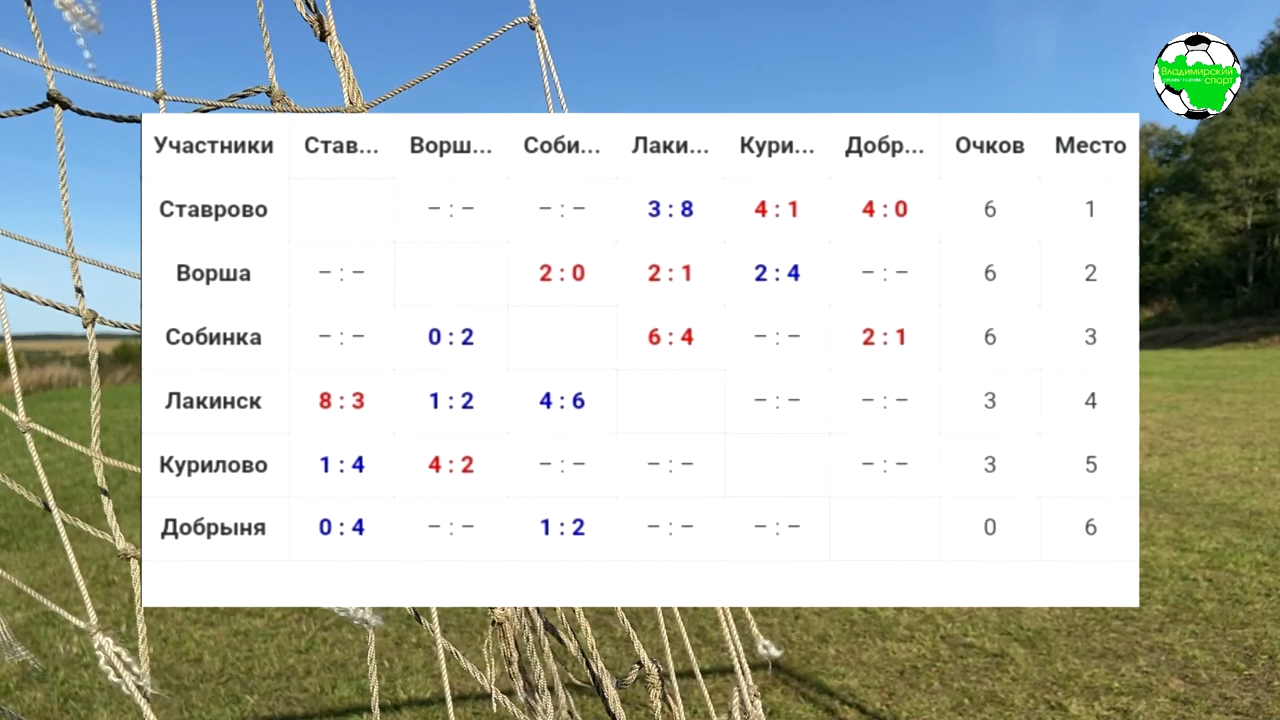 Владимирский
спорт
Участники Став... Ворш... Соби... Лаки... Кури... Добр... Очков Место
Ставрово – : – – : – 3 : 8 4 : 1 4 : 0 6 1
Ворша – : – 2 : 0 2 : 1 2 : 4 – : – 6 2
Собинка – : – 0 : 2 6 : 4 – : – 2 : 1 6 3
Лакинск 8 : 3 1 : 2 4 : 6 – : – – : – 3 4
Курилово 1 : 4 4 : 2 – : – – : – – : – 3 5
Добрыня 0 : 4 – : – 1 : 2 – : – – : – 0 6